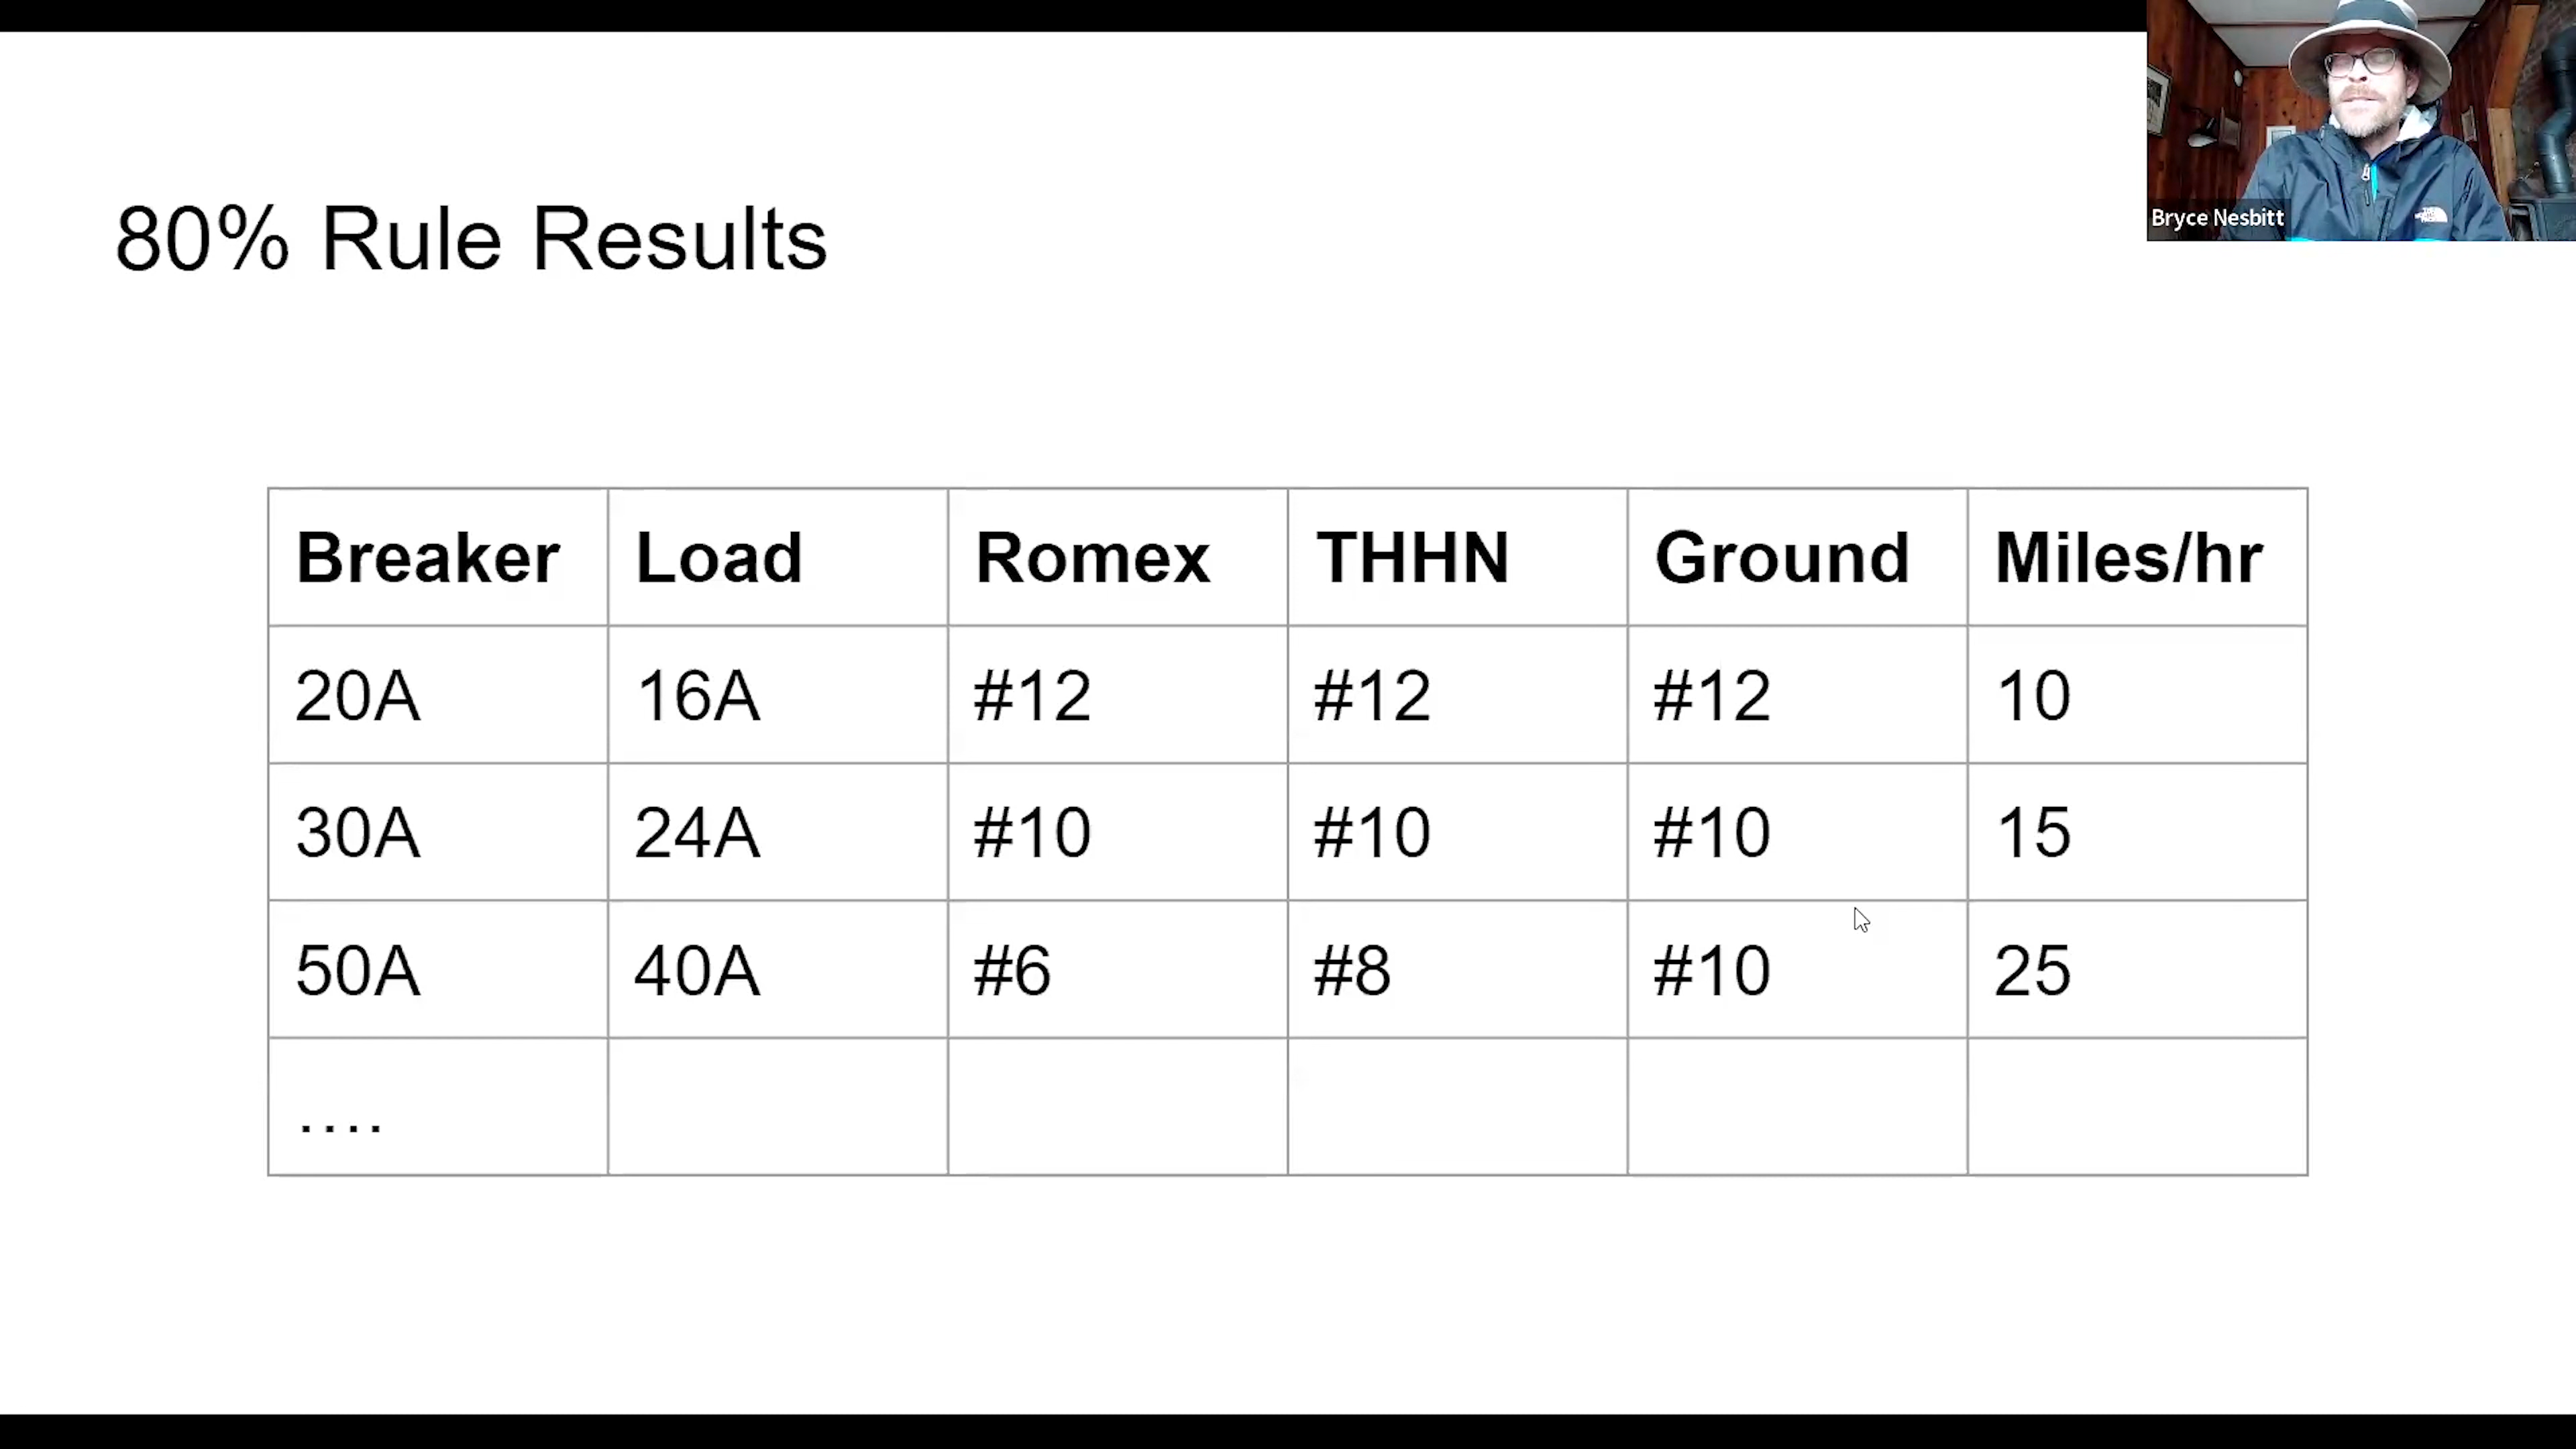 Bryce Nesbitt
80% Rule Results
Breaker Load Romex THHN Ground Miles/hr
20A 16A #12 #12 #12 10
30A 24A #10 #10 #10 15
50A 40A #6 #8 #10 25
....